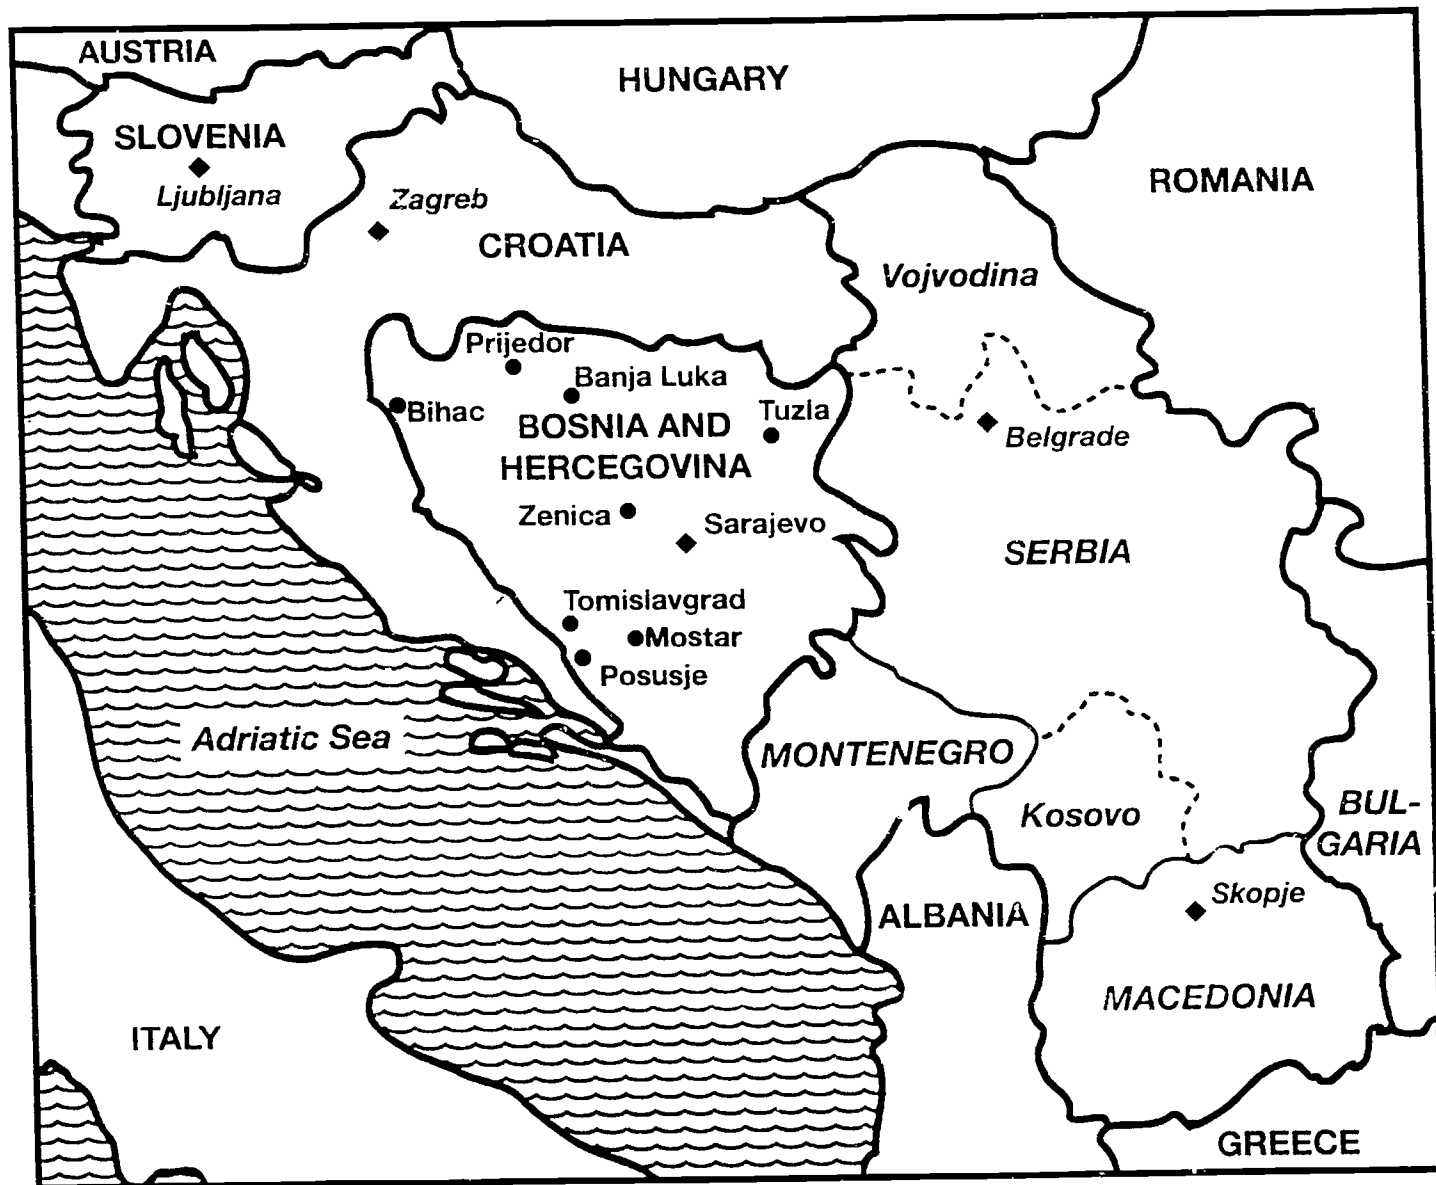 AUSTRIA
HUNGARY
SLOVENIA
Ljubljana
Zagreb
CROATIA
ROMANIA
Vojvodina
Prijedor
Banja Luka
Bihac
Tuzla
BOSNIA AND
HERCEGOVINA
Belgrade
Zenica
Sarajevo
SERBIA
Tomislavgrad
Mostar
Posusje
Adriatic Sea
MONTENEGRO
Kosovo
BUL-
GARIA
Skopje
ALBANIA
MACEDONIA
ITALY
GREECE